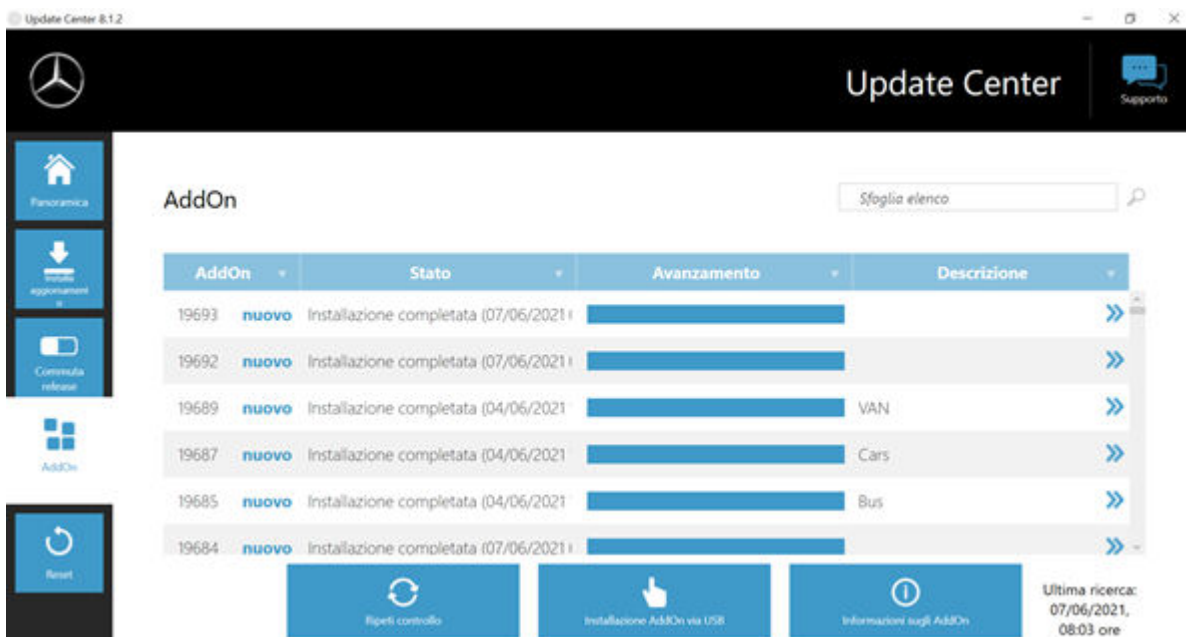 Update Center 8.1.2
Update Center
Supporto
Panoramica
Installa
aggiornament
o
Commuta
release
AddOn
Reset
AddOn
Sfoglia elenco
AddOn Stato Avanzamento Descrizione
19693 nuovo Installazione completata (07/06/2021
19692 nuovo Installazione completata (07/06/2021
19689 nuovo Installazione completata (04/06/2021 VAN
19687 nuovo Installazione completata (04/06/2021 Cars
19685 nuovo Installazione completata (04/06/2021 Bus
19684 nuovo Installazione completata (07/06/2021
Ripeti controllo
Installazione AddOn via USB
Informazioni sugli AddOn
Ultima ricerca:
07/06/2021,
08:03 ore